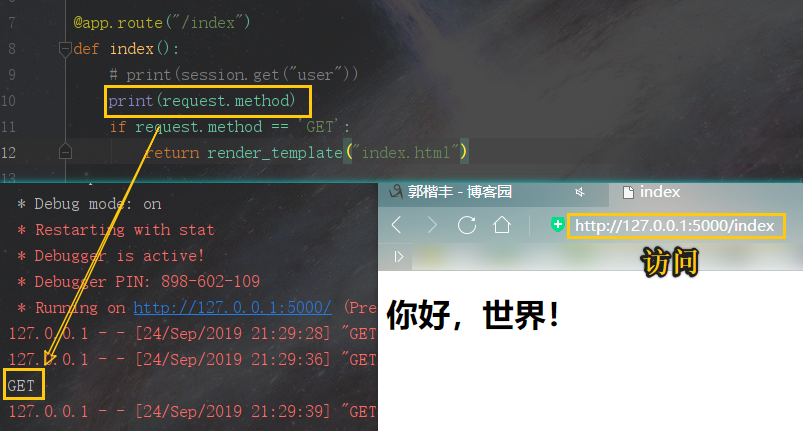 7 @app.route("/index")
8 def index():
9 # print(session.get("user"))
10 print(request.method)
11 if request.method == 'GET':
12 return render_template("index.html")
* Debug mode: on
* Restarting with stat
* Debugger is active!
* Debugger PIN: 898-602-109
* Running on http://127.0.0.1:5000/ (Pre
127.0.0.1 - - [24/Sep/2019 21:29:28] "GET
127.0.0.1 - - [24/Sep/2019 21:29:36] "GET
GET
127.0.0.1 - - [24/Sep/2019 21:29:39] "GET
郭楷丰 - 博客园
index
http://127.0.0.1:5000/index
访问
你好，世界！